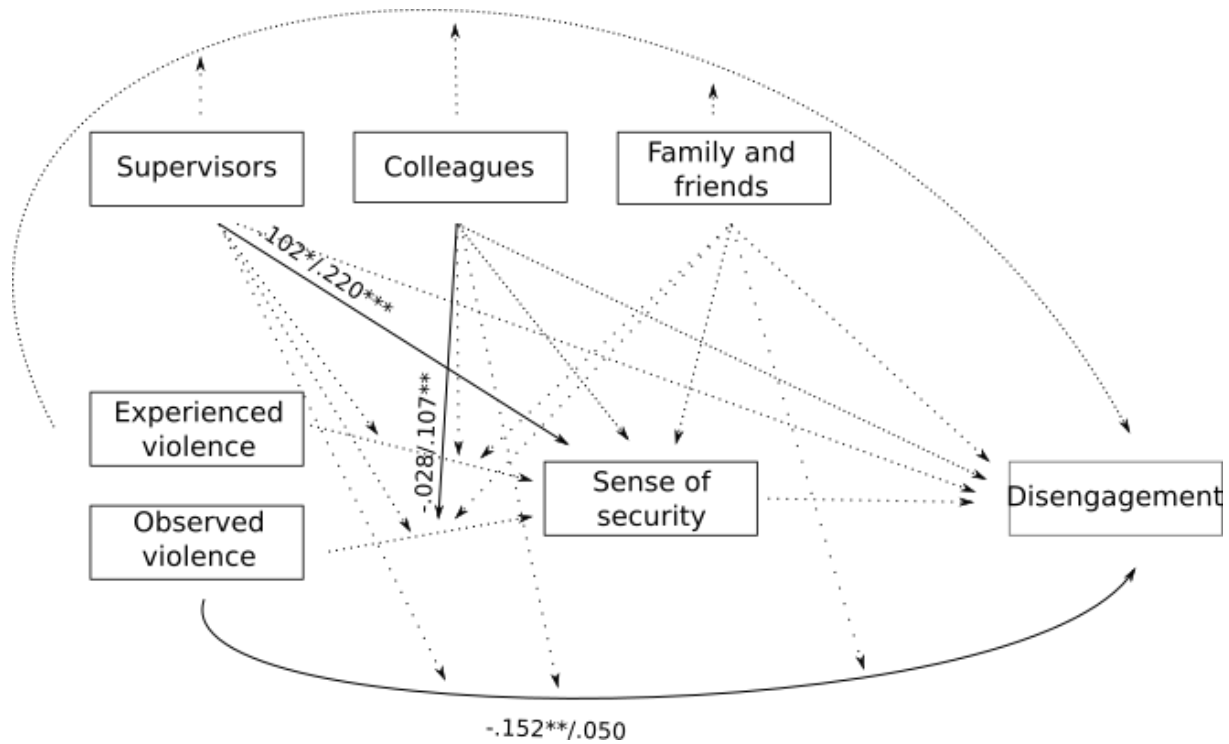 Supervisors
Colleagues
Family and
friends
.102*/.220***
-.028/.107**
Experienced
violence
Observed
violence
Sense of
security
Disengagement
-.152**/.050